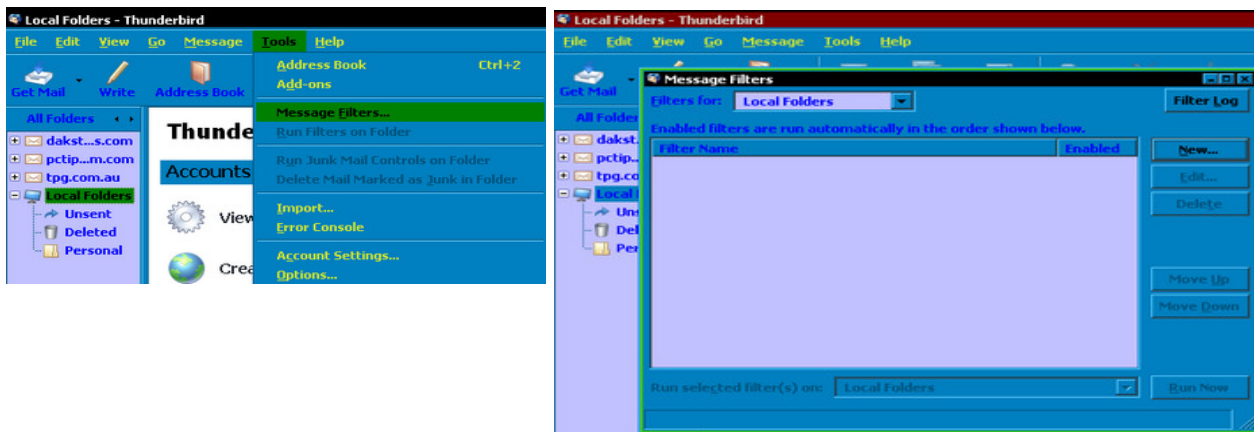 Local Folders - Thunderbird
File Edit View Go Message Tools Help
Get Mail Write Address Book
All Folders
dakst...s.com
pctip...m.com
tpg.com.au
Local Folders
Unsent
Deleted
Personal
Thunde
Accounts
View
Crea
Address Book Ctrl+2
Add-ons
Message Filters...
Run Filters on Folder
Run Junk Mail Controls on Folder
Delete Mail Marked as Junk in Folder
Import...
Error Console
Account Settings...
Options...
Local Folders - Thunderbird
File Edit View Go Message Tools Help
Get Mail
All Folder
dakst.
pctip..
tpg.co
Local
Uns
Del
Per
Message Filters
Filters for: Local Folders Filter Log
Enabled filters are run automatically in the order shown below.
Filter Name Enabled
New...
Edit...
Delete
Move Up
Move Down
Run selected filter(s) on: Local Folders Run Now